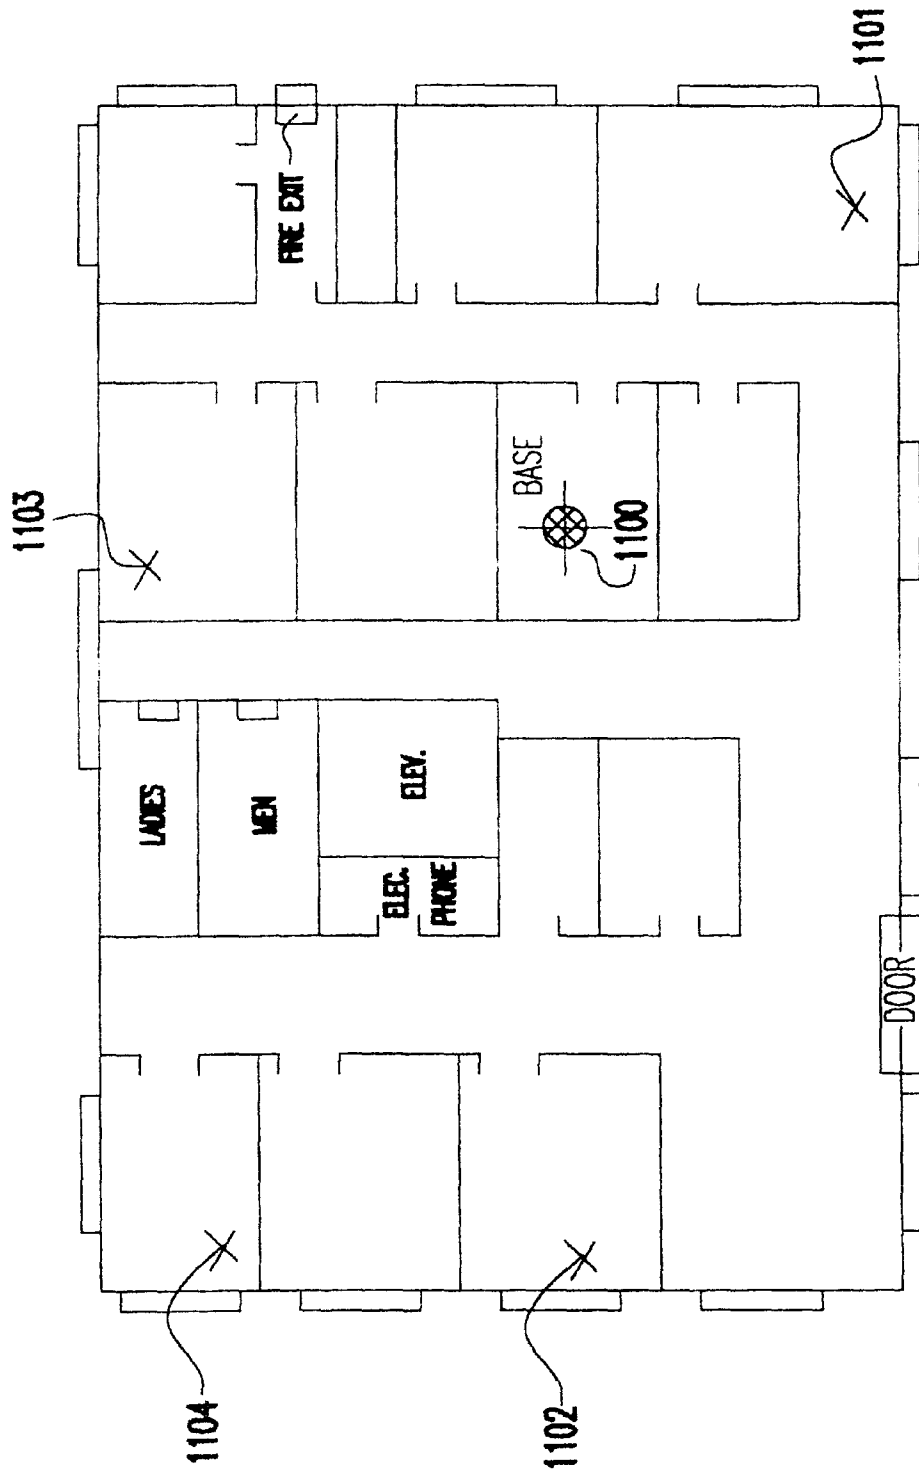 1104
1102
1103
1101
LADIES
MEN
ELEC.
PHONE
ELEV.
BASE
1100
FIRE EXIT
DOOR